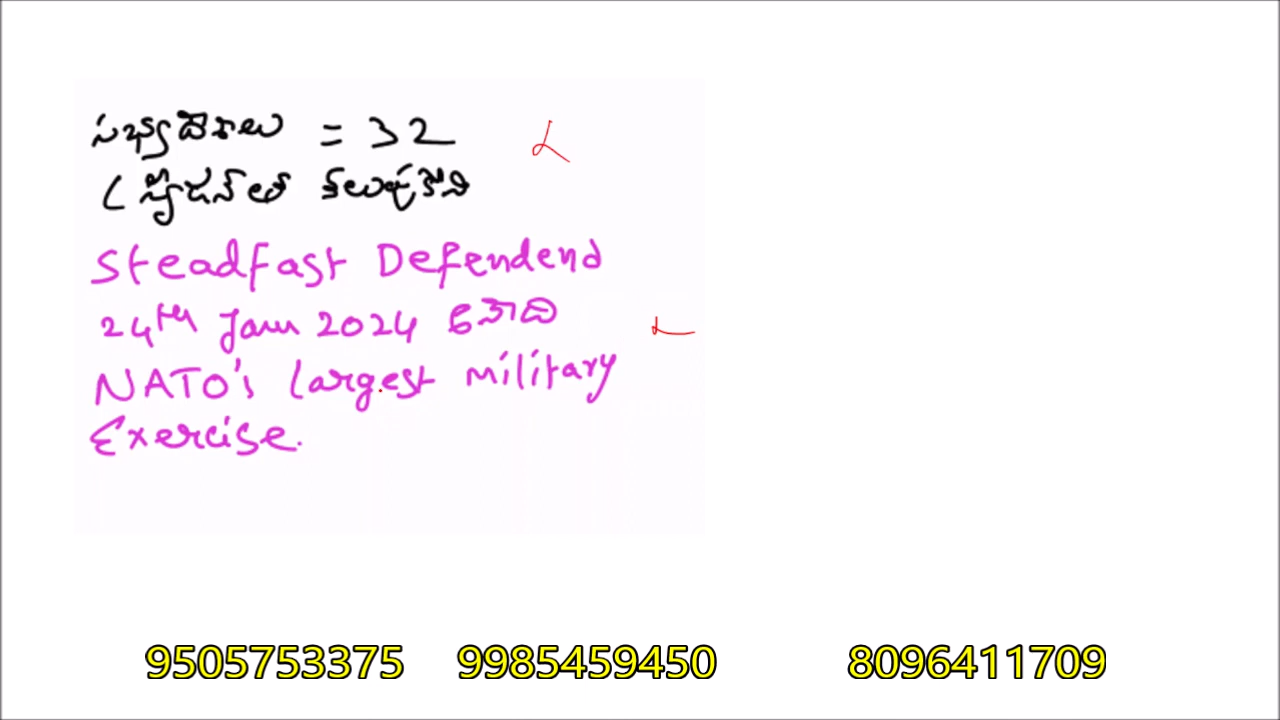 సభ్యదేశాలు = 32
( స్వీడన్‌తో కలుపుకొని
Steadfast Defendend
24th Jan 2024 
NATO's largest military
Exercise.
9505753375 9985459450 8096411709